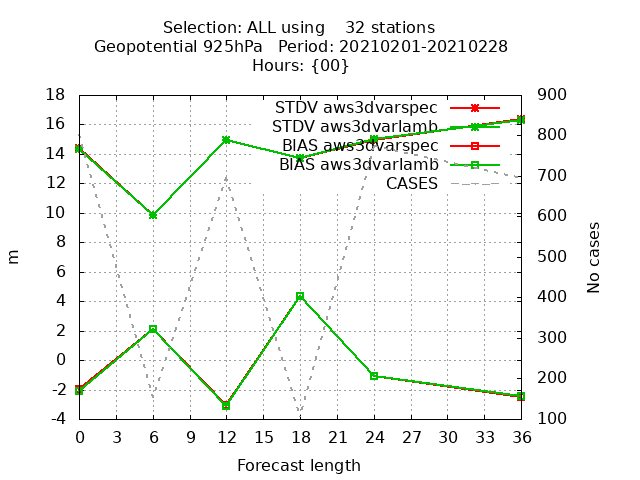 Selection: ALL using    32 stations
Geopotential 925hPa   Period: 20210201-20210228
Hours: {00}
STDV aws3dvarspec
STDV aws3dvarlamb
BIAS aws3dvarspec
BIAS aws3dvarlamb
CASES
18
16
14
12
10
8
6
4
2
0
-2
-4
m
900
800
700
600
500
400
300
200
100
No cases
0 3 6 9 12 15 18 21 24 27 30 33 36
Forecast length